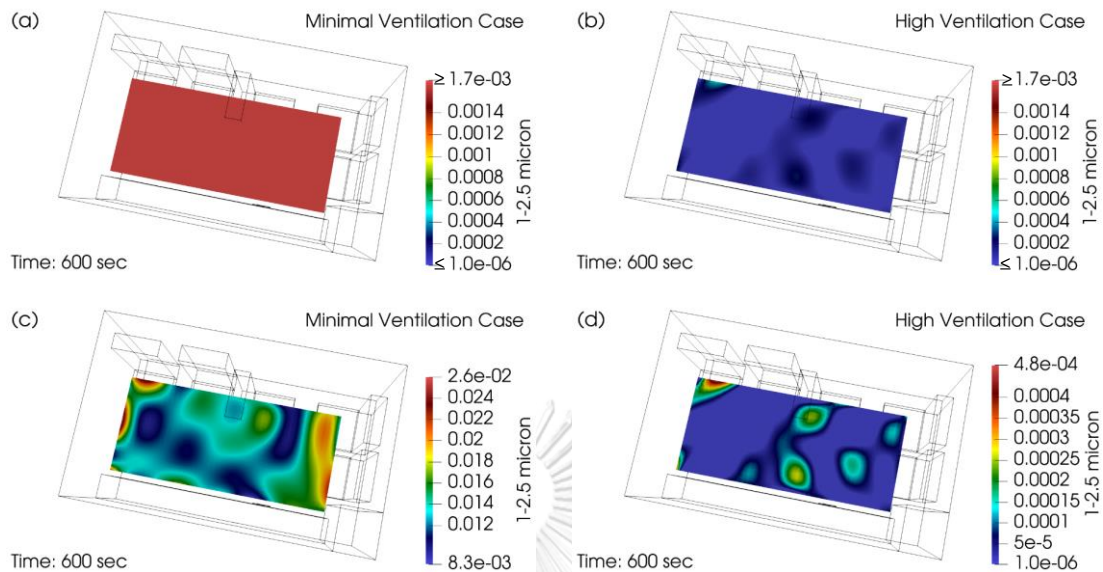 (a)
Minimal Ventilation Case
≥ 1.7e-03
0.0014
0.0012
0.001
0.0008
0.0006
0.0004
0.0002
≤ 1.0e-06
1-2.5 micron
Time: 600 sec
(b)
High Ventilation Case
≥ 1.7e-03
0.0014
0.0012
0.001
0.0008
0.0006
0.0004
0.0002
≤ 1.0e-06
1-2.5 micron
Time: 600 sec
(c)
Minimal Ventilation Case
2.6e-02
0.024
0.022
0.02
0.018
0.016
0.014
0.012
8.3e-03
1-2.5 micron
Time: 600 sec
(d)
High Ventilation Case
4.8e-04
0.0004
0.00035
0.0003
0.00025
0.0002
0.00015
0.0001
5e-5
1.0e-06
1-2.5 micron
Time: 600 sec